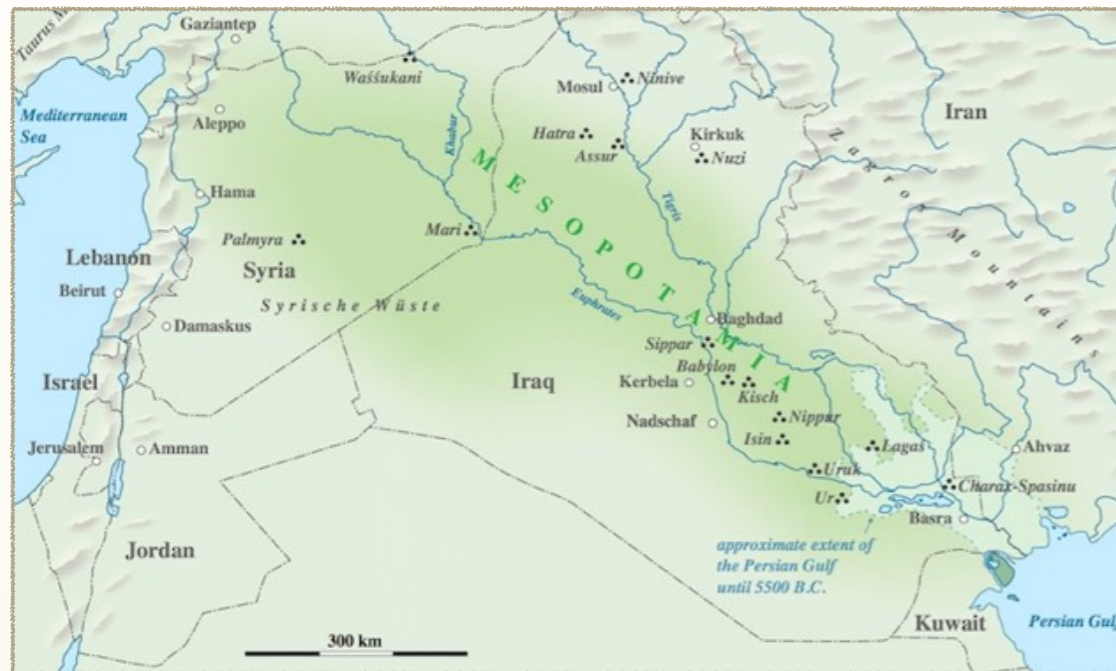 Gaziantep
Taurus M
Waššukani
Mosul
Ninive
Iran
Mediterranean
Sea
Aleppo
Khabur
Hatra
Assur
Kirkuk
Nuzi
Zagros
Mountains
MESOPOTAMIA
Tigris
Hama
Mari
Palmyra
Lebanon
Syria
Beirut
Syrische Wüste
Euphrates
Damaskus
Baghdad
Sippar
Babylon
Israel
Iraq
Kerbela
Kisch
Nadschaf
Nippur
Jerusalem
Amman
Isin
Lagaš
Ahvaz
Uruk
Ur
Charax-Spasinu
Basra
Jordan
approximate extent of
the Persian Gulf
until 5500 B.C.
Kuwait
Persian Gulf
300 km